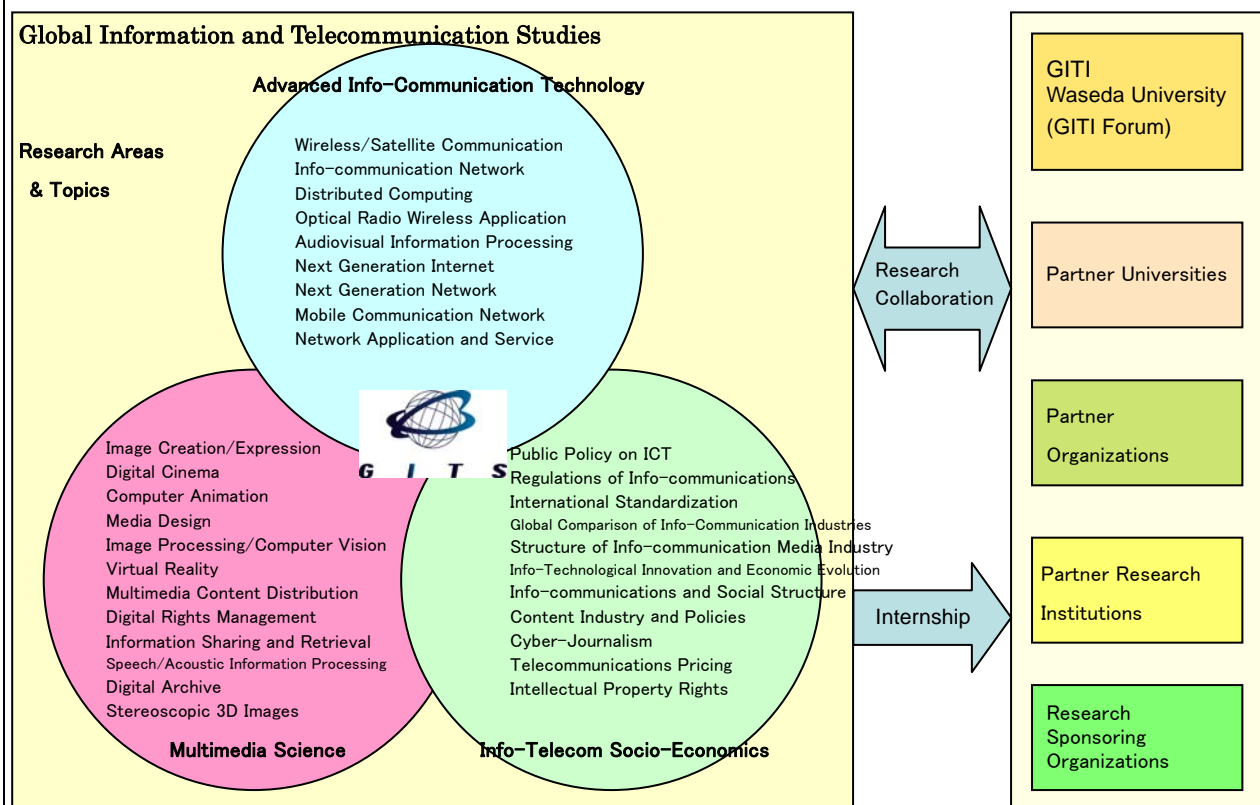 Global Information and Telecommunication Studies
Advanced Info-Communication Technology
Research Areas
& Topics
Wireless/Satellite Communication
Info-communication Network
Distributed Computing
Optical Radio Wireless Application
Audiovisual Information Processing
Next Generation Internet
Next Generation Network
Mobile Communication Network
Network Application and Service
GITS
Image Creation/Expression
Digital Cinema
Computer Animation
Media Design
Image Processing/Computer Vision
Virtual Reality
Multimedia Content Distribution
Digital Rights Management
Information Sharing and Retrieval
Speech/Acoustic Information Processing
Digital Archive
Stereoscopic 3D Images
Multimedia Science
Public Policy on ICT
Regulations of Info-communications
International Standardization
Global Comparison of Info-Communication Industries
Structure of Info-communication Media Industry
Info-Technological Innovation and Economic Evolution
Info-communications and Social Structure
Content Industry and Policies
Cyber-Journalism
Telecommunications Pricing
Intellectual Property Rights
Info-Telecom Socio-Economics
Research
Collaboration
Internship
GITI
Waseda University
(GITI Forum)
Partner Universities
Partner
Organizations
Partner Research
Institutions
Research
Sponsoring
Organizations